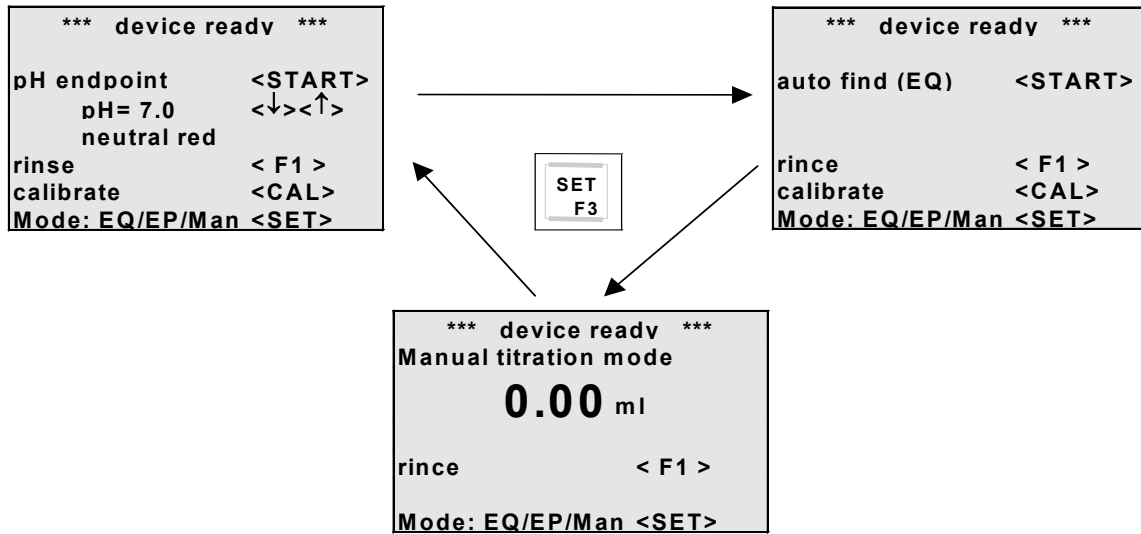 *** device ready ***
pH endpoint <START>
pH= 7.0 <↓><↑>
neutral red
rinse < F1 >
calibrate <CAL>
Mode: EQ/EP/Man <SET>
*** device ready ***
auto find (EQ) <START>
rince < F1 >
calibrate <CAL>
Mode: EQ/EP/Man <SET>
SET
F3
*** device ready ***
Manual titration mode
0.00 ml
rince < F1 >
Mode: EQ/EP/Man <SET>